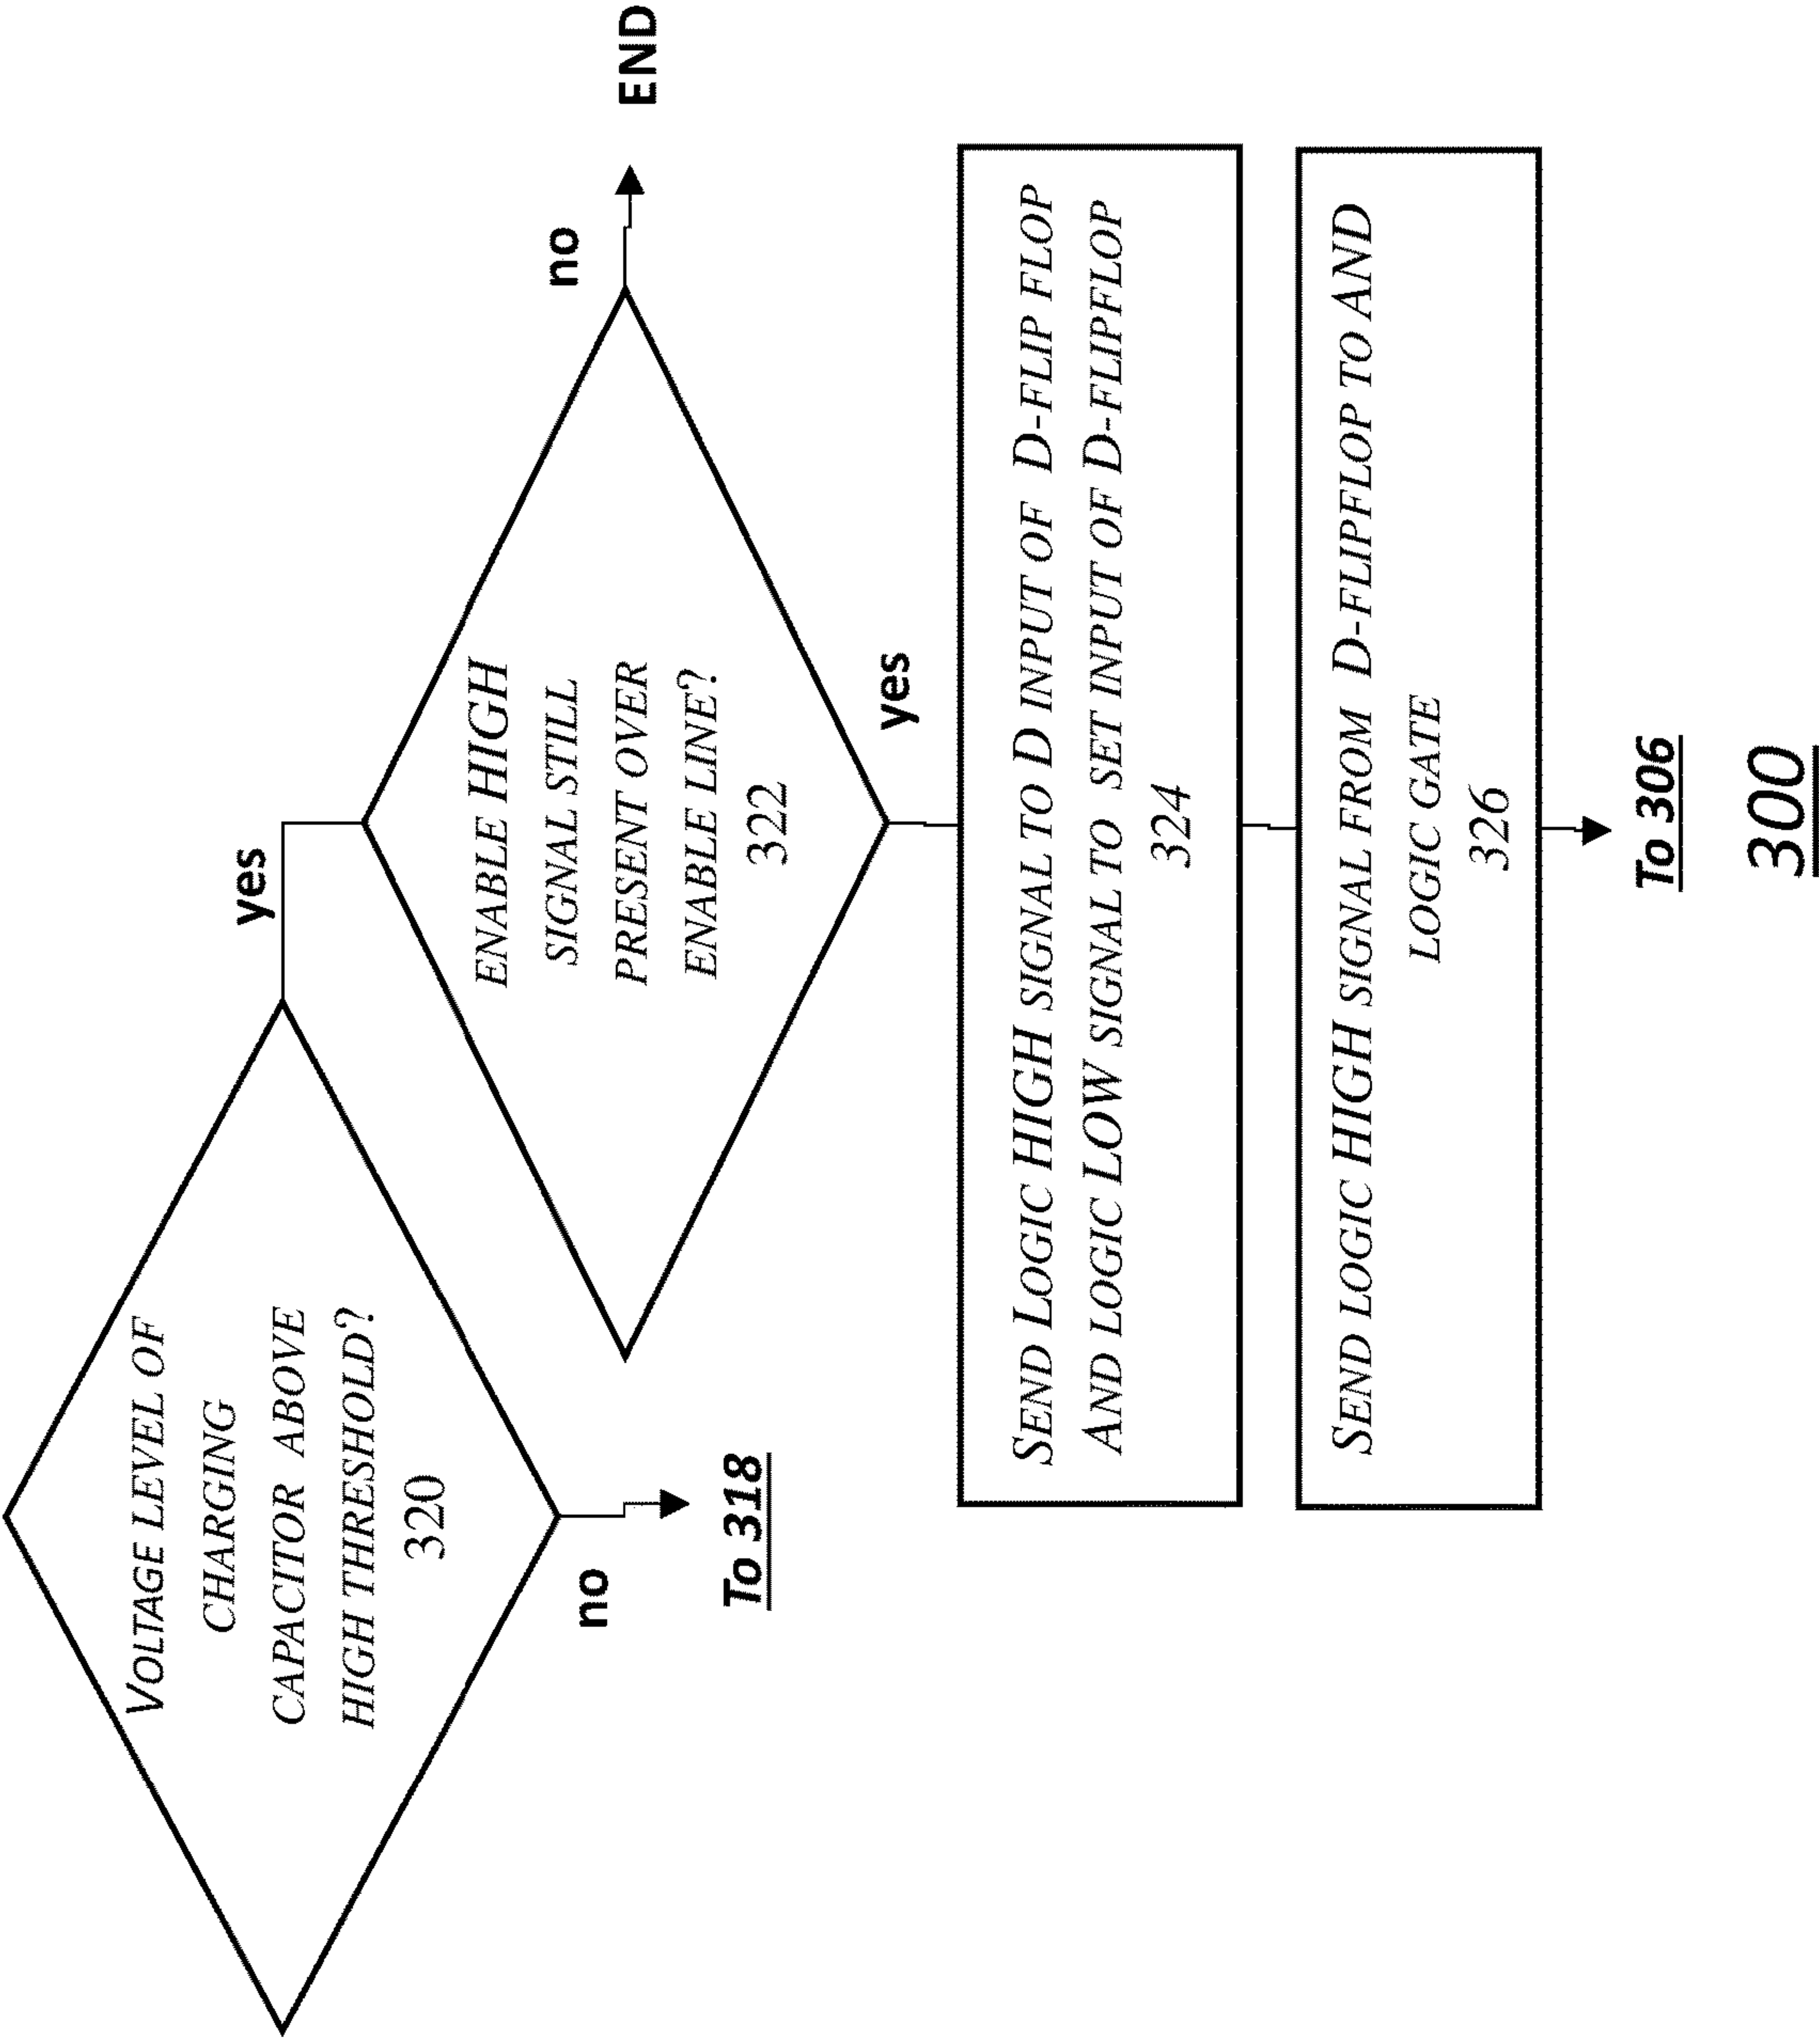 VOLTAGE LEVEL OF
CHARGING
CAPACITOR ABOVE
HIGH THRESHOLD?
320
yes
no
To 318
ENABLE HIGH
SIGNAL STILL
PRESENT OVER
ENABLE LINE?
322
no
END
yes
SEND LOGIC HIGH SIGNAL TO D INPUT OF D-FLIP FLOP
AND LOGIC LOW SIGNAL TO SET INPUT OF D-FLIPFLOP
324
SEND LOGIC HIGH SIGNAL FROM D-FLIPFLOP TO AND
LOGIC GATE
326
To 306
300